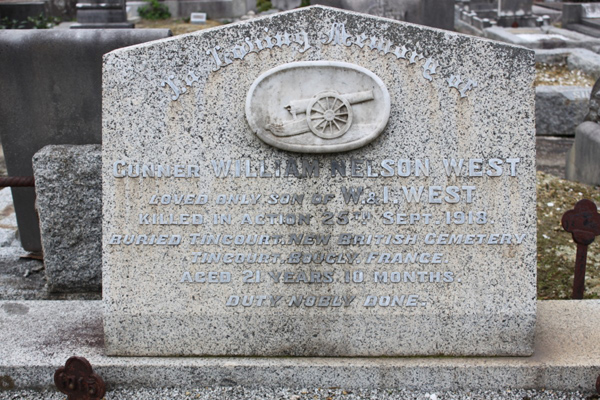 In Loving Memory of
GUNNER WILLIAM NELSON WEST
LOVED ONLY SON OF W. & I. WEST,
KILLED IN ACTION 25TH SEPT. 1918.
BURIED TINCOURT NEW BRITISH CEMETERY
TINCOURT, BOUCLY, FRANCE.
AGED 21 YEARS 10 MONTHS.
DUTY NOBLY DONE.